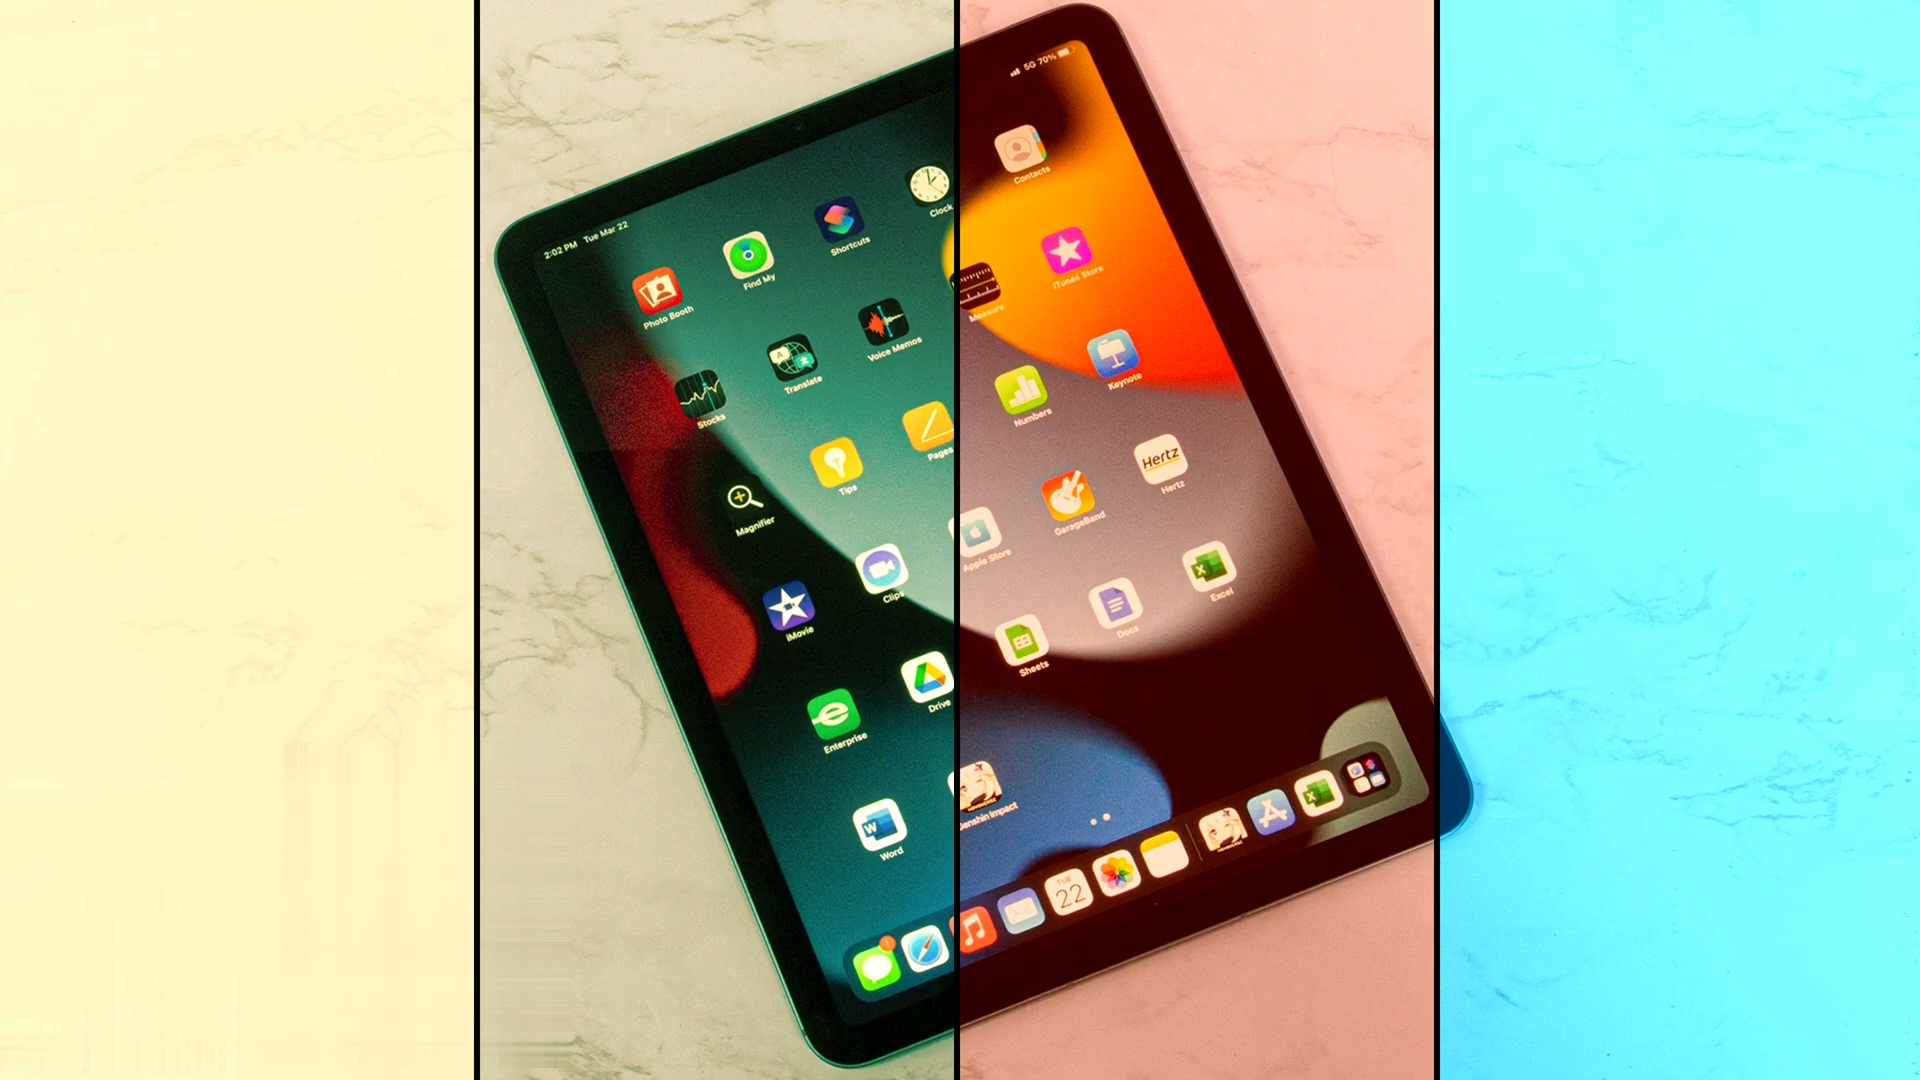 5G 70%
2:02 PM Tue Mar 22
Photo Booth
Find My
Shortcuts
Clock
Contacts
Stocks
Translate
Voice Memos
Measure
iTunes Store
Magnifier
Tips
Pages
Numbers
Keynote
iMovie
Clips
Apple Store
GarageBand
Hertz
Hertz
Enterprise
Drive
Sheets
Docs
Excel
Word
W
Genshin Impact
TUE
22